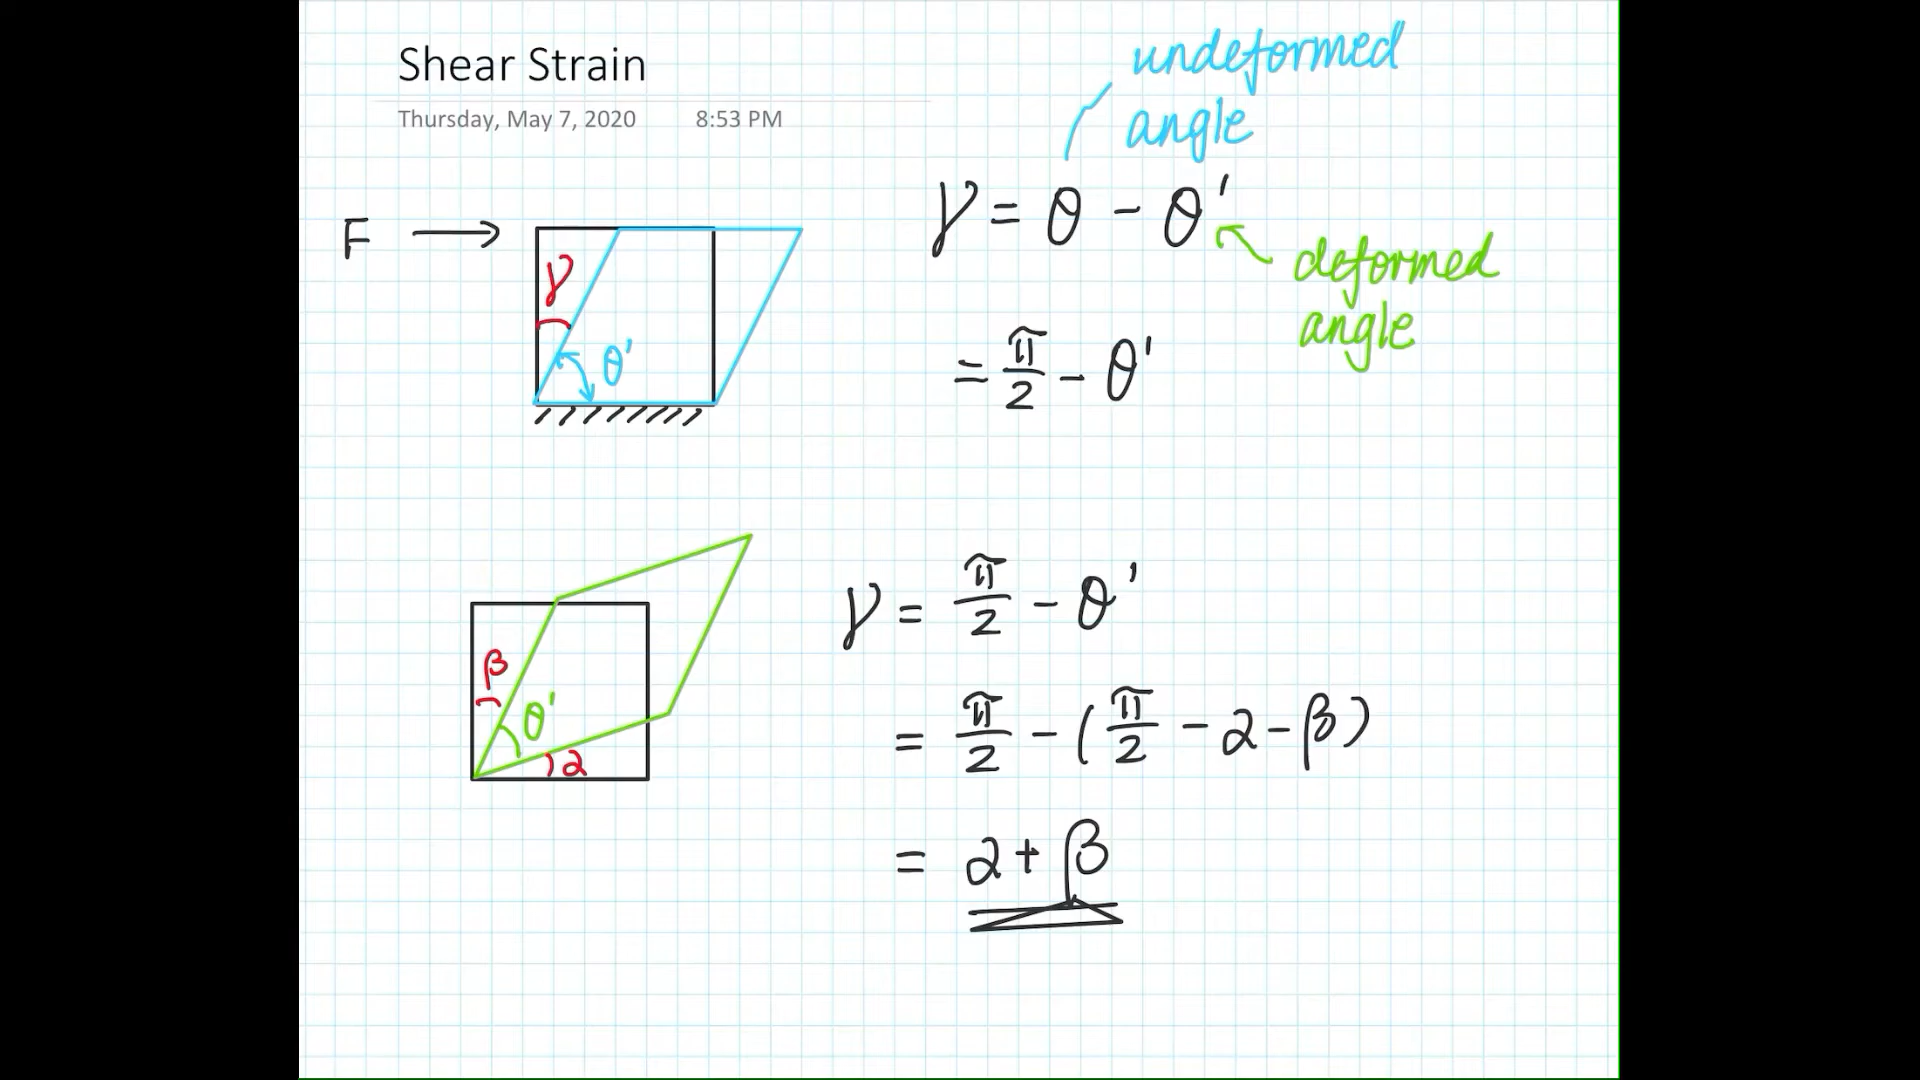 Shear Strain
Thursday, May 7, 2020 8:53 PM
undeformed
angle
γ = θ - θ'
deformed
angle
= π/2 - θ'
F
γ
θ'
γ = π/2 - θ'
= π/2 - (π/2 - α - β)
= α + β
β
θ'
α